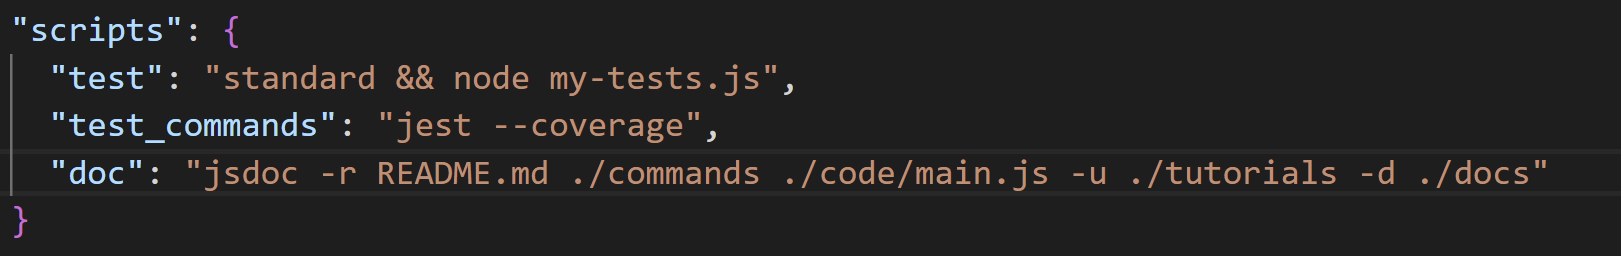 "scripts": {
"test": "standard && node my-tests.js",
"test_commands": "jest --coverage",
"doc": "jsdoc -r README.md ./commands ./code/main.js -u ./tutorials -d ./docs"
}